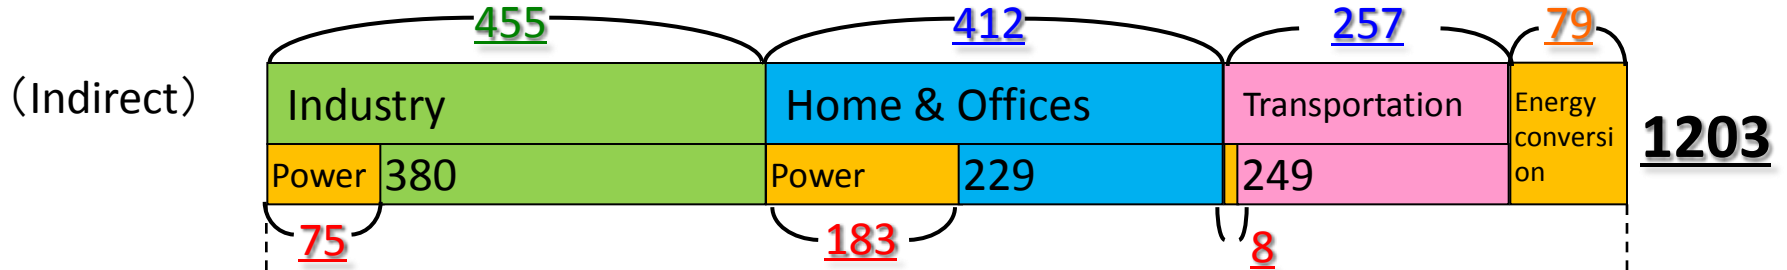 455 412 257 79
（Indirect） Industry Home & Offices Transportation Energy
conversi
on
1203
Power 380 Power 229 249
75 183 8